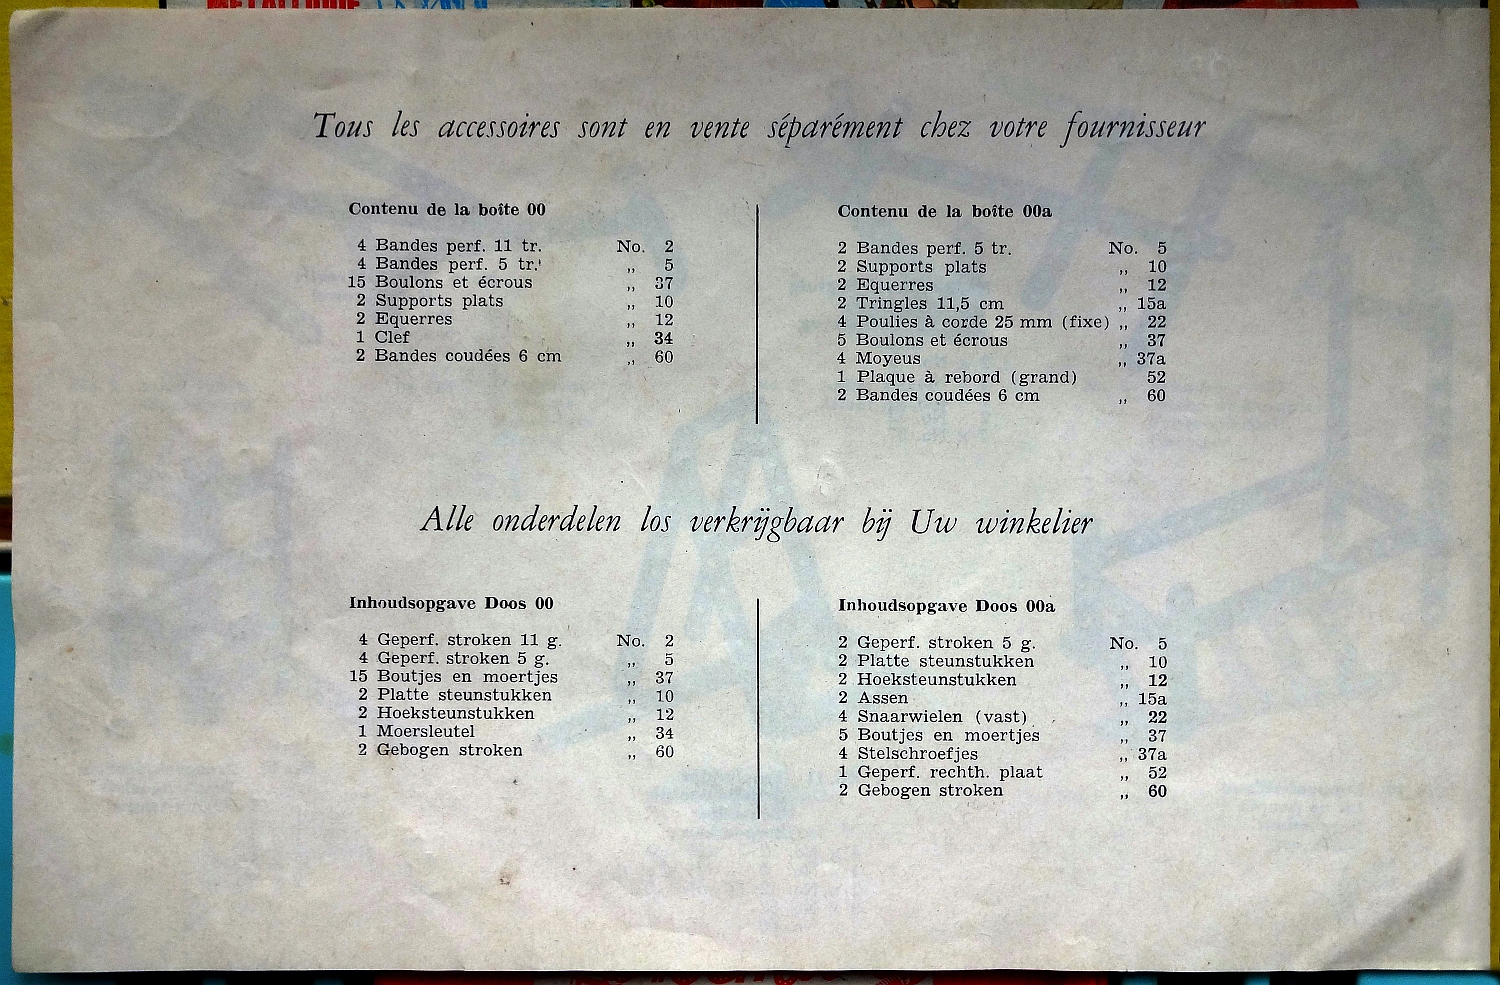 METALLURGIE
Tous les accessoires sont en vente séparément chez votre fournisseur
Contenu de la boîte 00
4 Bandes perf. 11 tr. No. 2
4 Bandes perf. 5 tr. „ 5
15 Boulons et écrous „ 37
2 Supports plats „ 10
2 Equerres „ 12
1 Clef „ 34
2 Bandes coudées 6 cm „ 60
Contenu de la boîte 00a
2 Bandes perf. 5 tr. No. 5
2 Supports plats „ 10
2 Equerres „ 12
2 Tringles 11,5 cm „ 15a
4 Poulies à corde 25 mm (fixe) „ 22
5 Boulons et écrous „ 37
4 Moyeus „ 37a
1 Plaque à rebord (grand) 52
2 Bandes coudées 6 cm „ 60
Alle onderdelen los verkrijgbaar bij Uw winkelier
Inhoudsopgave Doos 00
4 Geperf. stroken 11 g. No. 2
4 Geperf. stroken 5 g. „ 5
15 Boutjes en moertjes „ 37
2 Platte steunstukken „ 10
2 Hoeksteunstukken „ 12
1 Moersleutel „ 34
2 Gebogen stroken „ 60
Inhoudsopgave Doos 00a
2 Geperf. stroken 5 g. No. 5
2 Platte steunstukken „ 10
2 Hoeksteunstukken „ 12
2 Assen „ 15a
4 Snaarwielen (vast) „ 22
5 Boutjes en moertjes „ 37
4 Stelschroefjes „ 37a
1 Geperf. rechth. plaat „ 52
2 Gebogen stroken „ 60